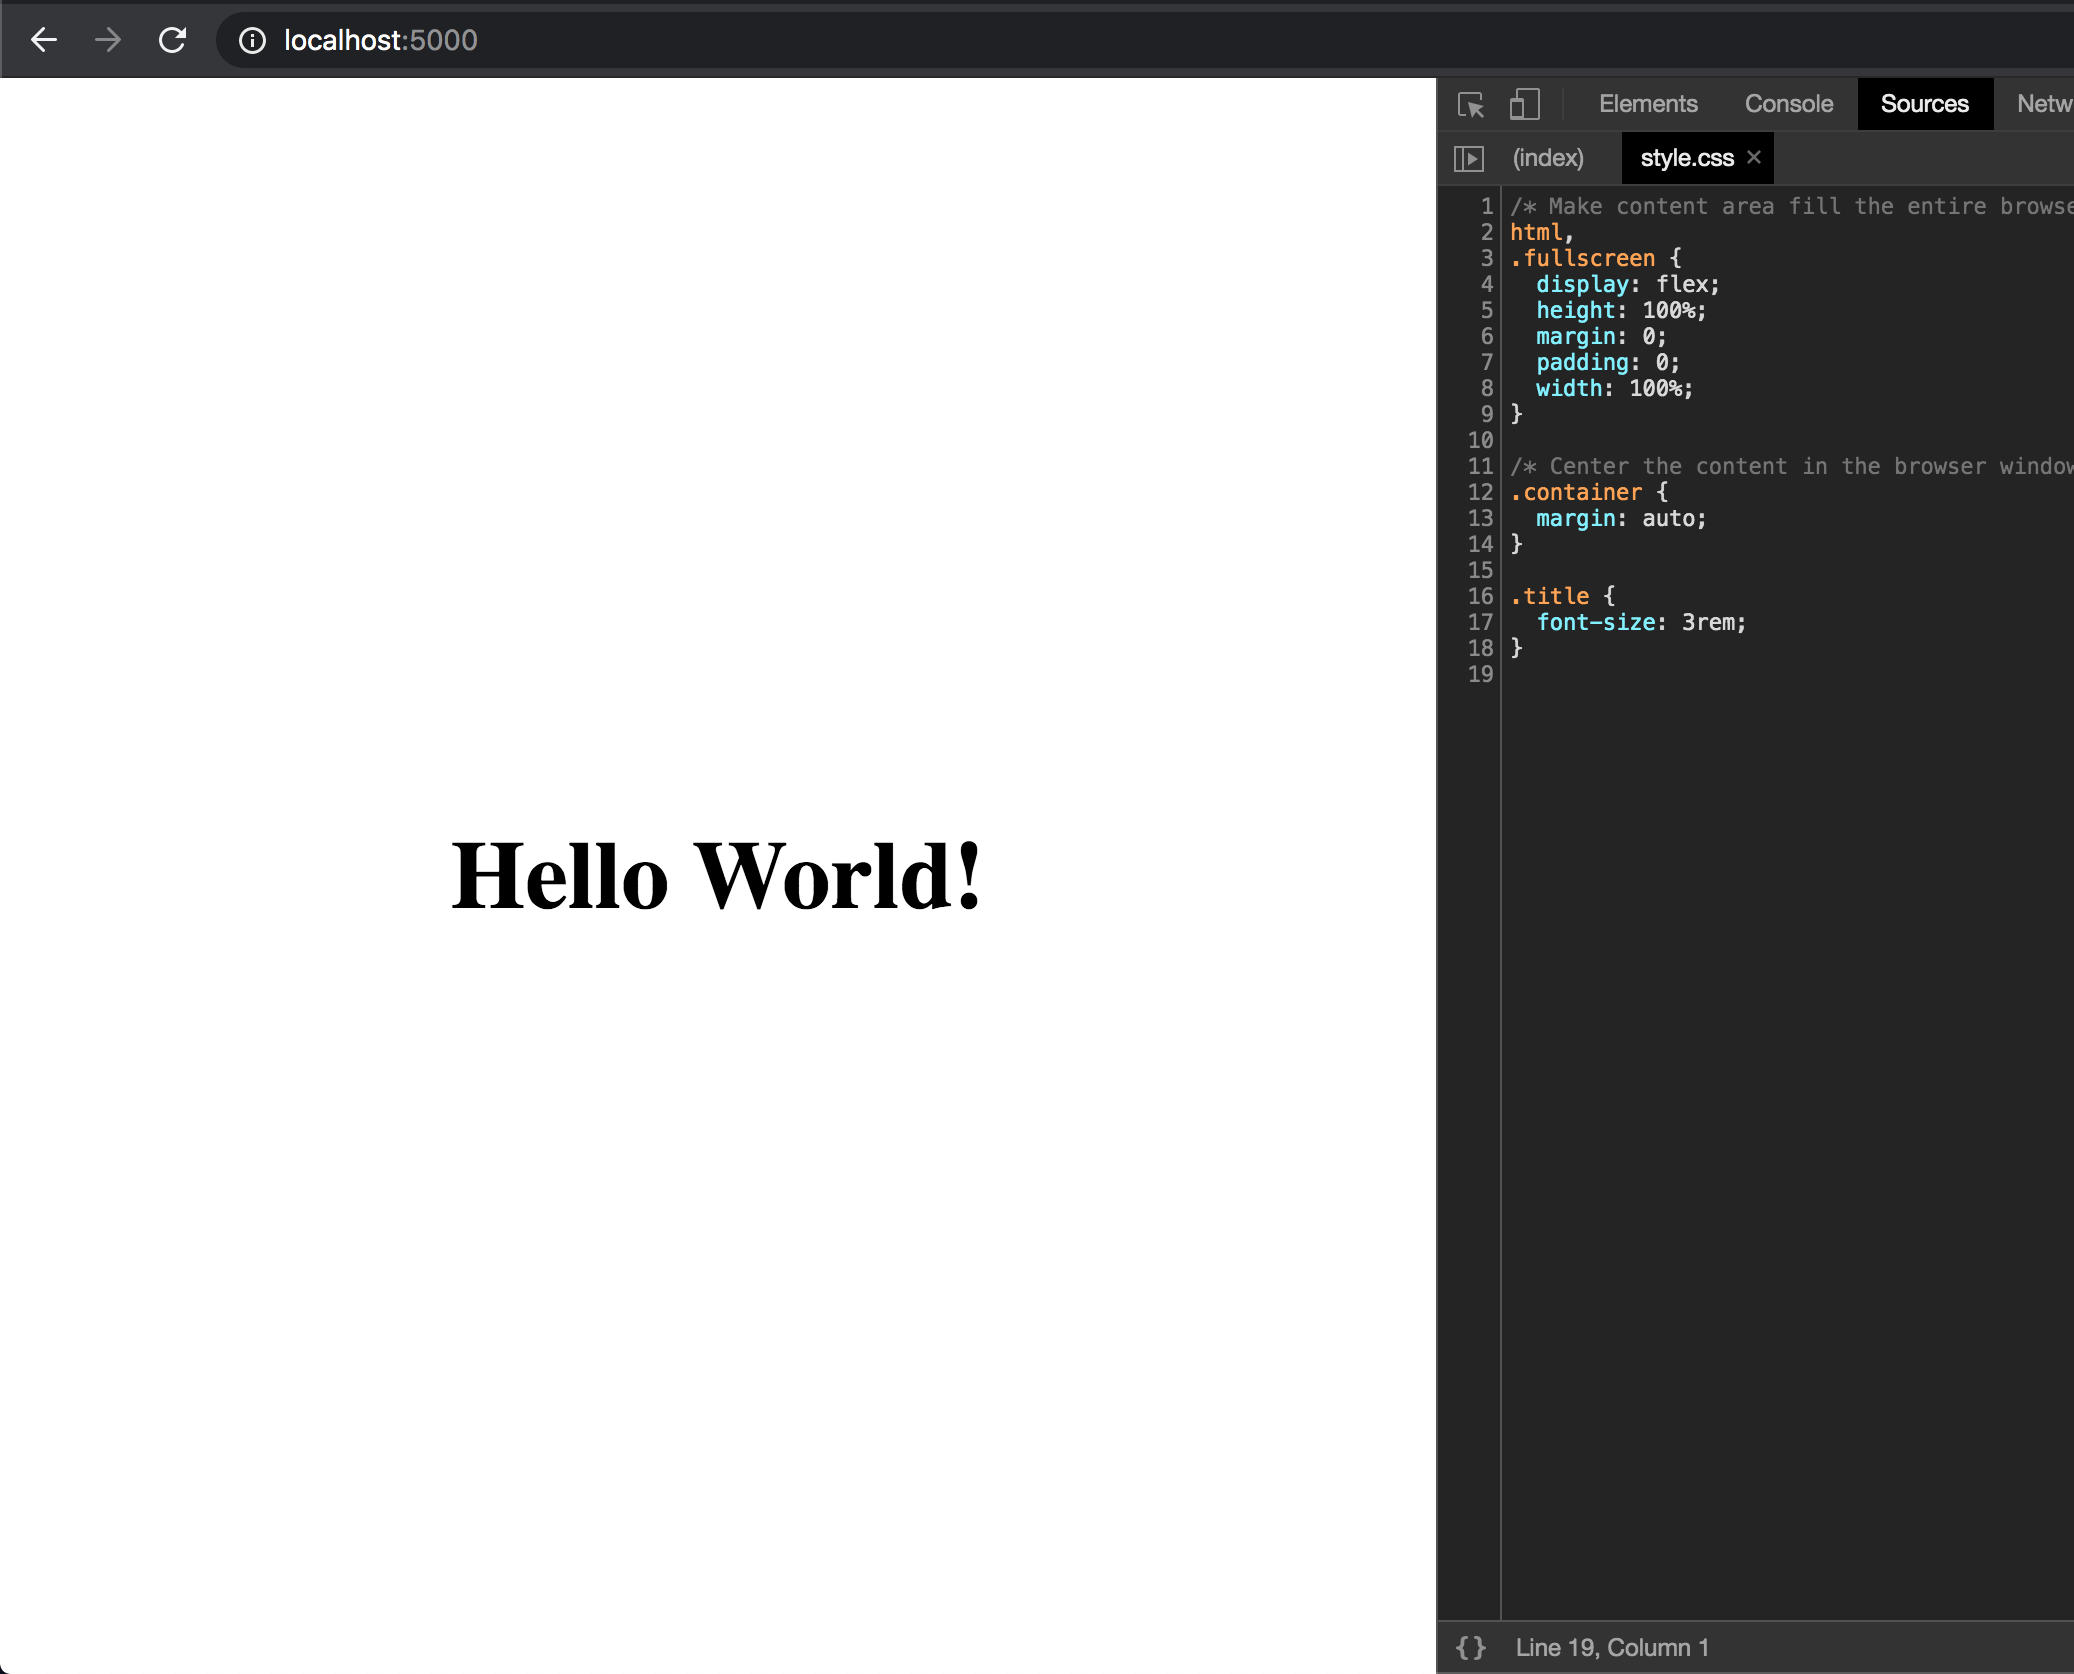 localhost:5000
Elements Console Sources Netw
(index) style.css ×
1 /* Make content area fill the entire browse
2 html,
3 .fullscreen {
4   display: flex;
5   height: 100%;
6   margin: 0;
7   padding: 0;
8   width: 100%;
9 }
10
11 /* Center the content in the browser window
12 .container {
13   margin: auto;
14 }
15
16 .title {
17   font-size: 3rem;
18 }
19
Hello World!
{} Line 19, Column 1